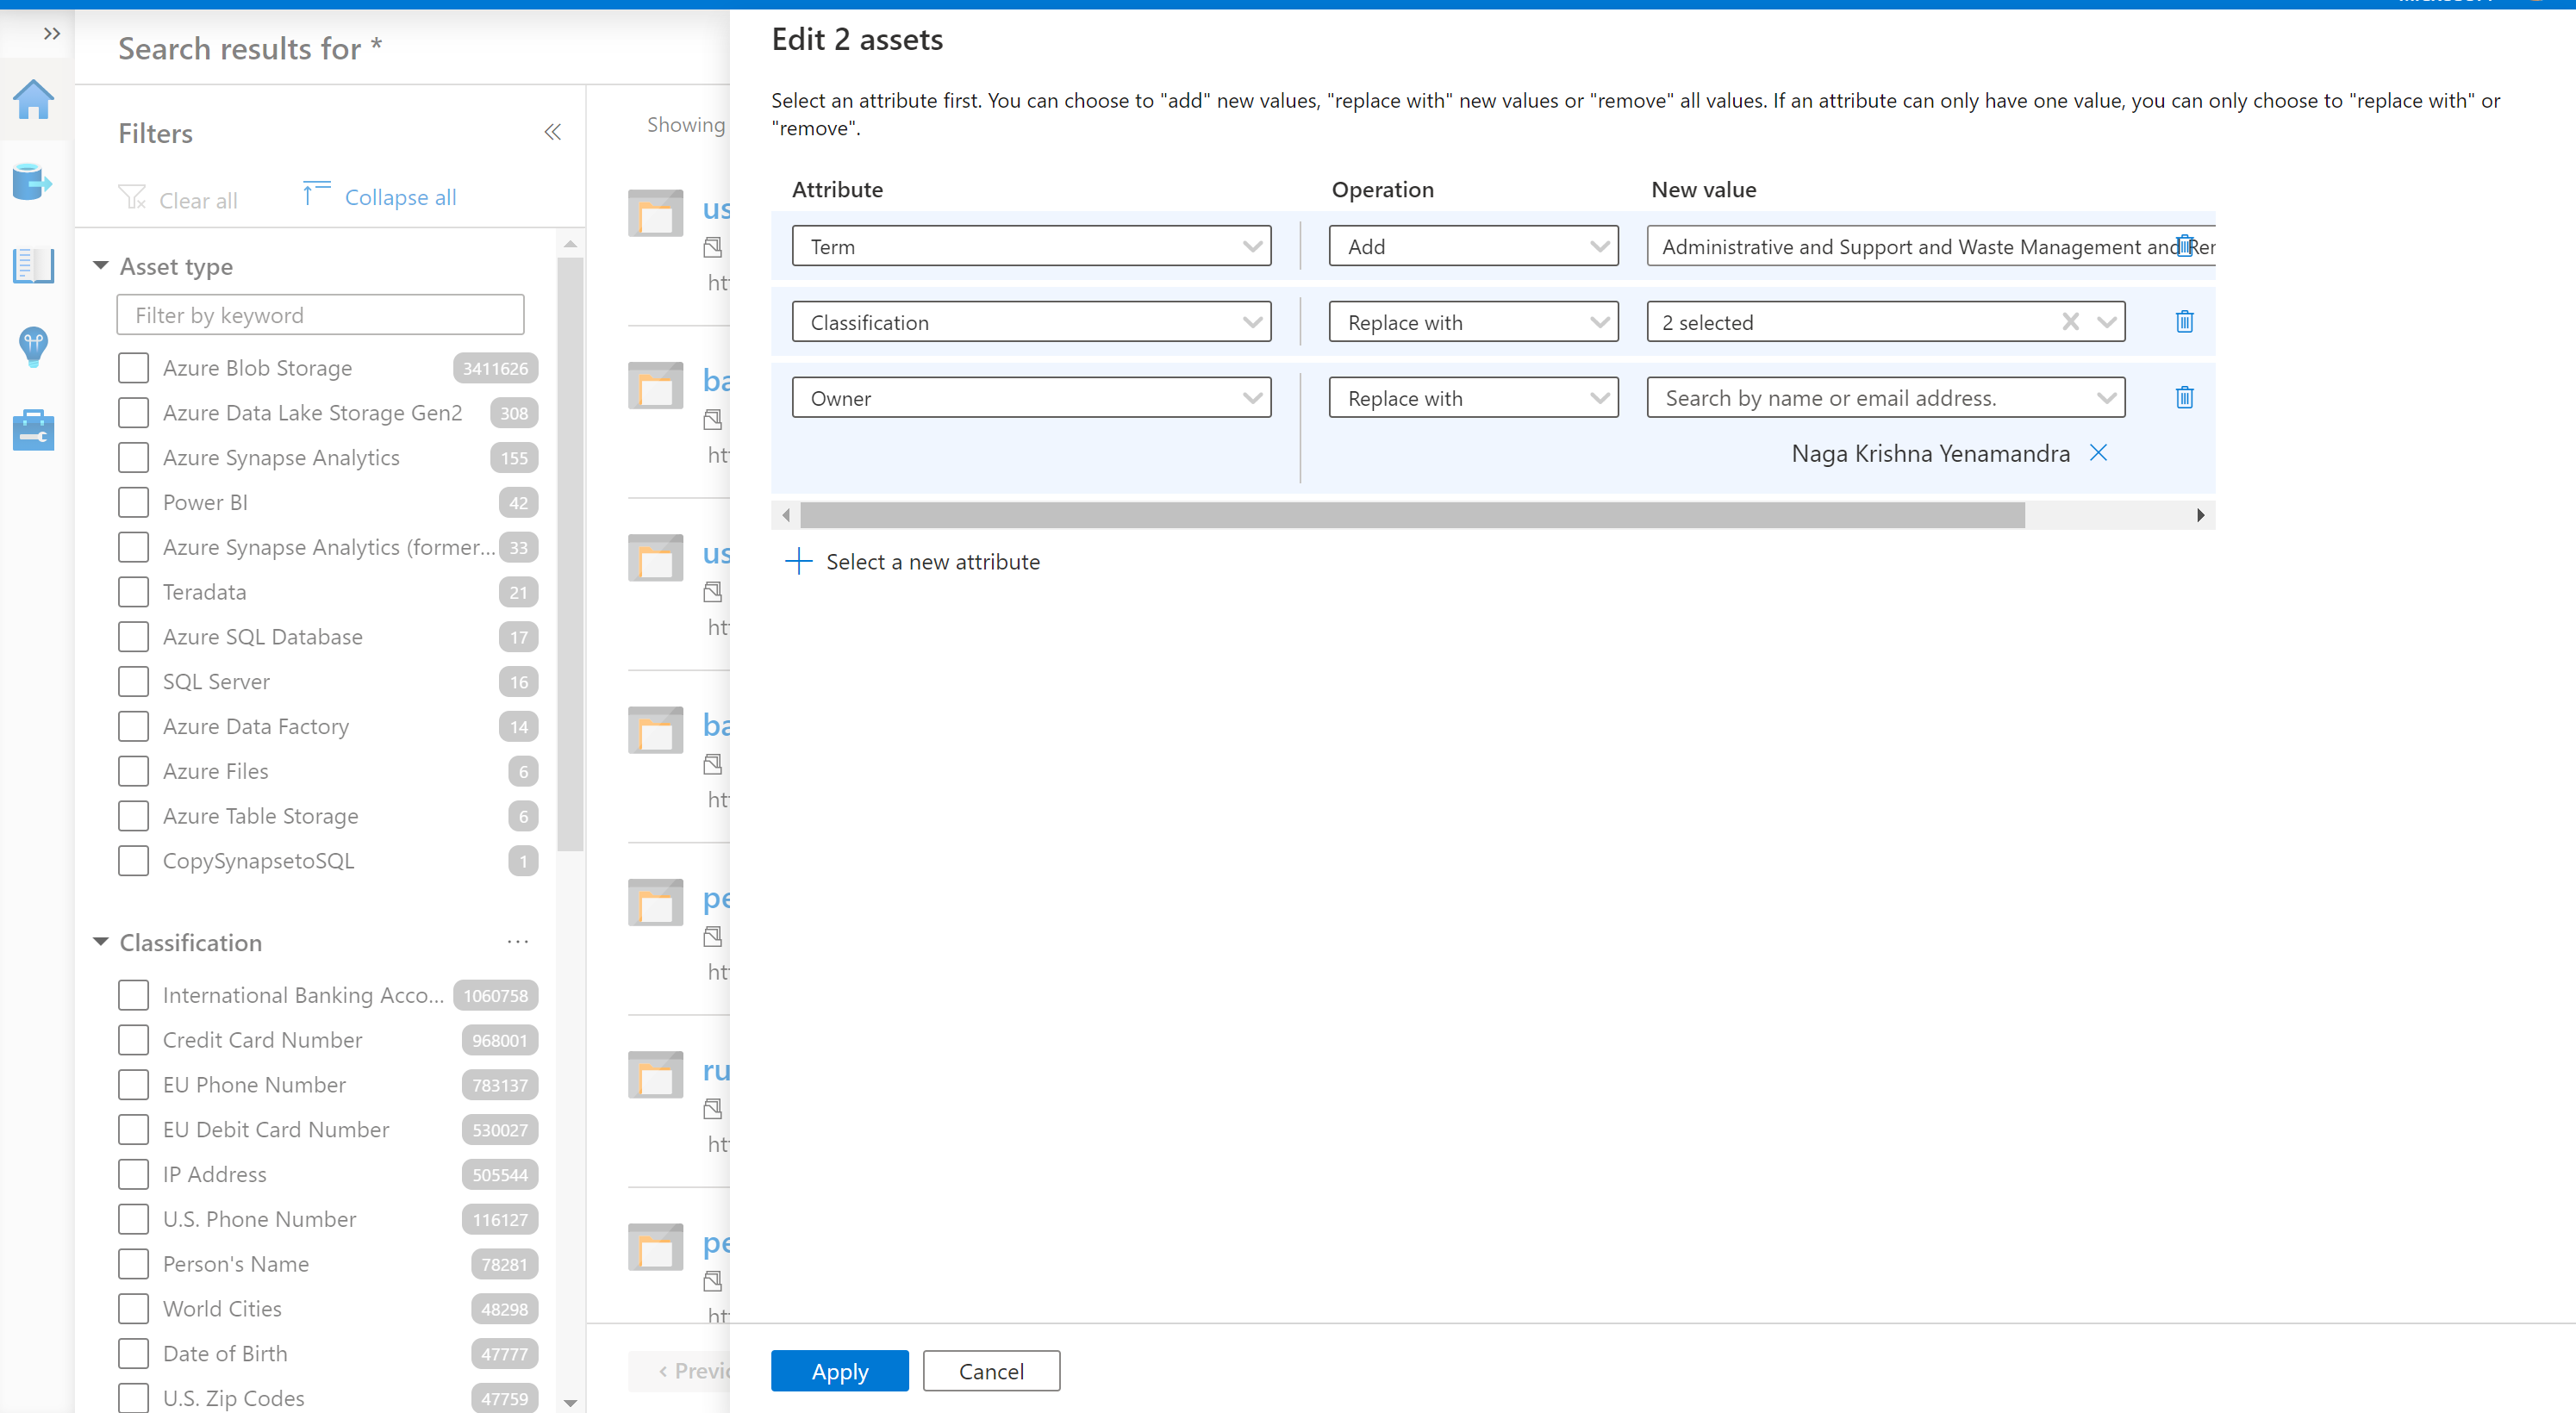 Search results for *
Filters
Clear all
Collapse all
Asset type
Filter by keyword
Azure Blob Storage 3411626
Azure Data Lake Storage Gen2 308
Azure Synapse Analytics 155
Power BI 42
Azure Synapse Analytics (former... 33
Teradata 21
Azure SQL Database 17
SQL Server 16
Azure Data Factory 14
Azure Files 6
Azure Table Storage 6
CopySynapsetoSQL 1
Classification ...
International Banking Acco... 1060758
Credit Card Number 968001
EU Phone Number 783137
EU Debit Card Number 530027
IP Address 505544
U.S. Phone Number 116127
Person's Name 78281
World Cities 48298
Date of Birth 47777
U.S. Zip Codes 47759
Showing
us
ba
us
ba
pe
ru
pe
Edit 2 assets
Select an attribute first. You can choose to "add" new values, "replace with" new values or "remove" all values. If an attribute can only have one value, you can only choose to "replace with" or
"remove".
Attribute Operation New value
Term Add Administrative and Support and Waste Management and
Classification Replace with 2 selected
Owner Replace with Search by name or email address.
Naga Krishna Yenamandra
Select a new attribute
Apply Cancel